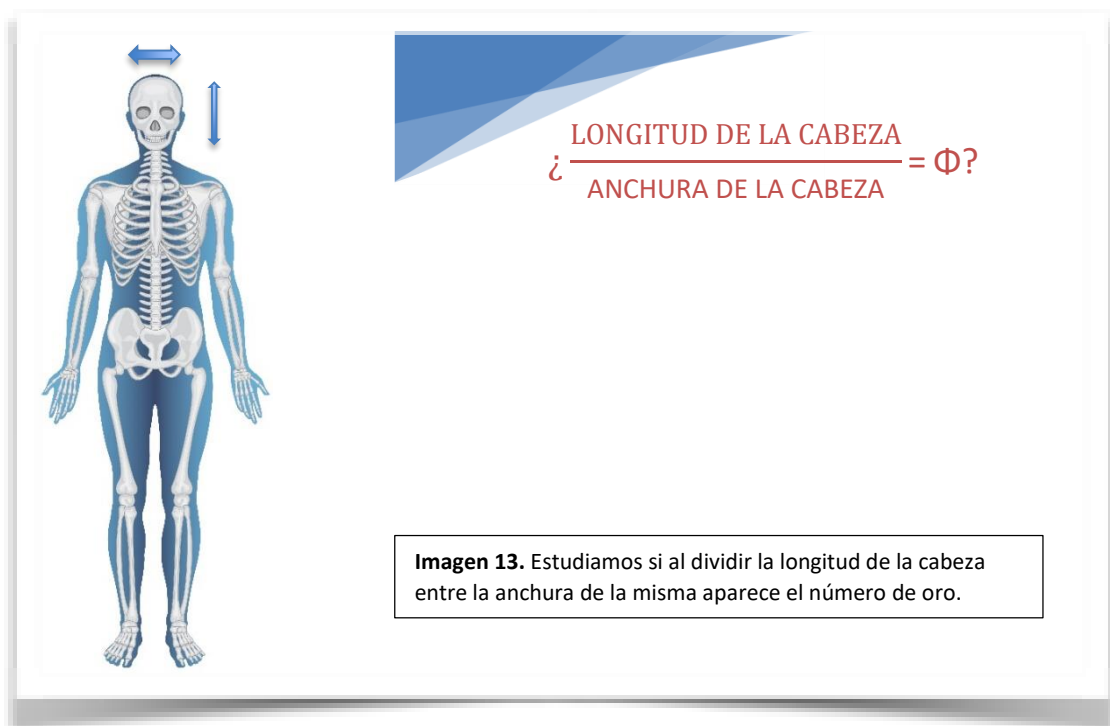 ¿ LONGITUD DE LA CABEZA
ANCHURA DE LA CABEZA = Φ?
Imagen 13. Estudiamos si al dividir la longitud de la cabeza
entre la anchura de la misma aparece el número de oro.